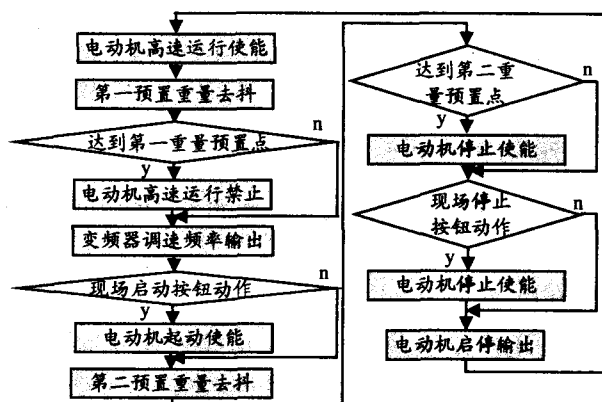 电动机高速运行使能
第一预置重量去抖
达到第一重量预置点
n
y
电动机高速运行禁止
变频器调速频率输出
现场启动按钮动作
n
y
电动机起动使能
第二预置重量去抖
达到第二重
量预置点
n
y
电动机停止使能
现场停止
按钮动作
n
y
电动机停止使能
电动机启停输出